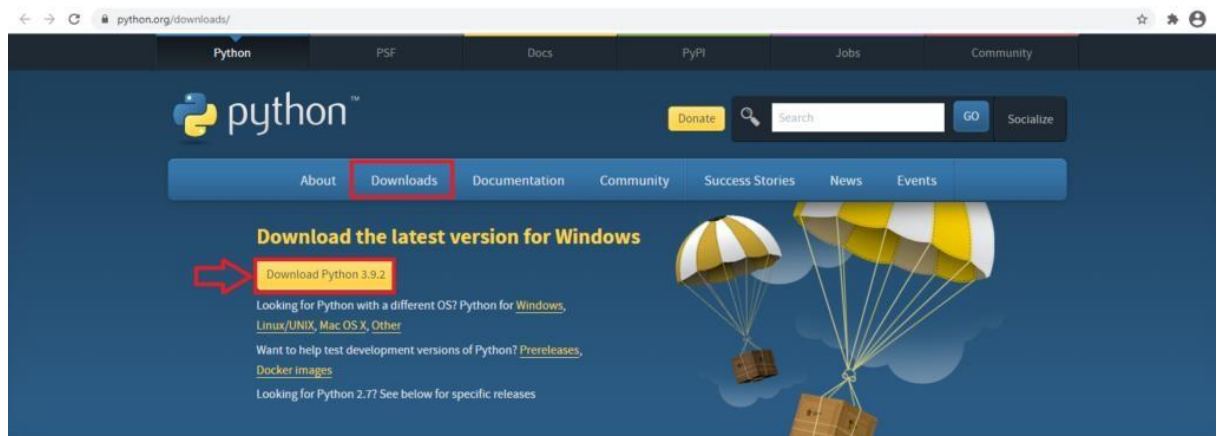 python.org/downloads/
Python PSF Docs PyPI Jobs Community
python™
Donate Search GO Socialize
About Downloads Documentation Community Success Stories News Events
Download the latest version for Windows
Download Python 3.9.2
Looking for Python with a different OS? Python for Windows,
Linux/UNIX, Mac OS X, Other
Want to help test development versions of Python? Prereleases,
Docker images
Looking for Python 2.7? See below for specific releases